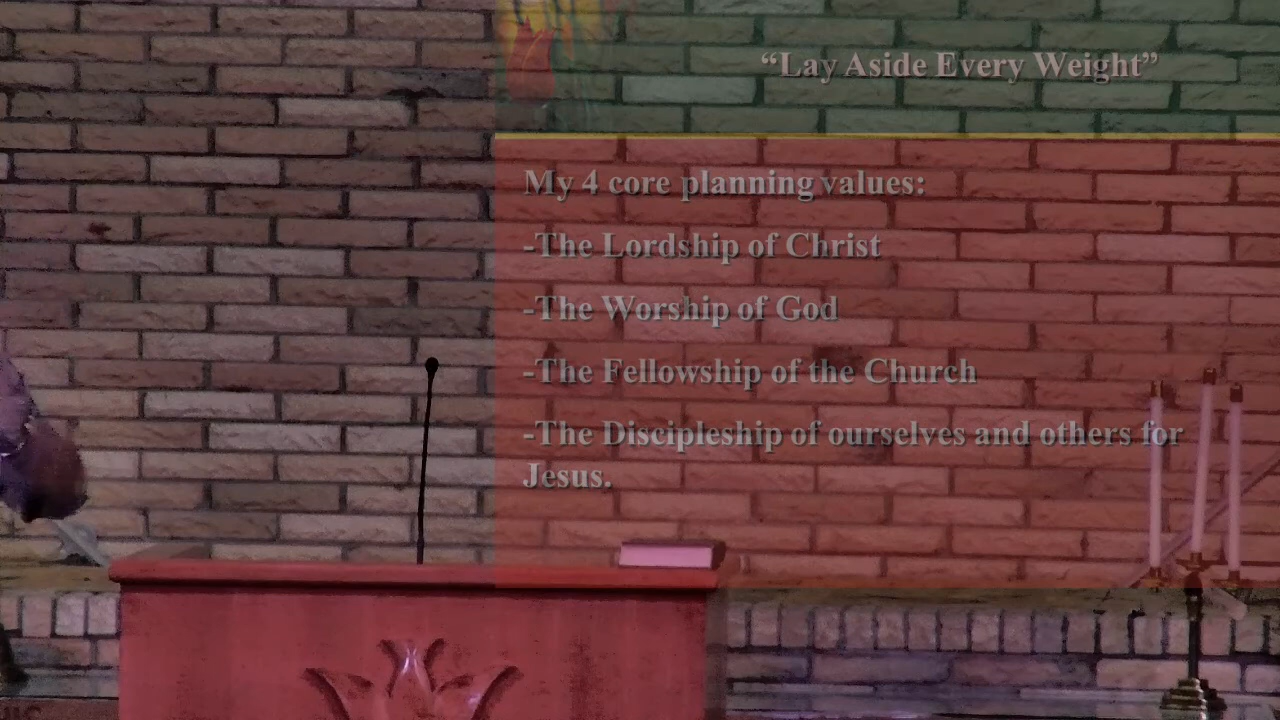 “Lay Aside Every Weight”
My 4 core planning values:
-The Lordship of Christ
-The Worship of God
-The Fellowship of the Church
-The Discipleship of ourselves and others for
Jesus.